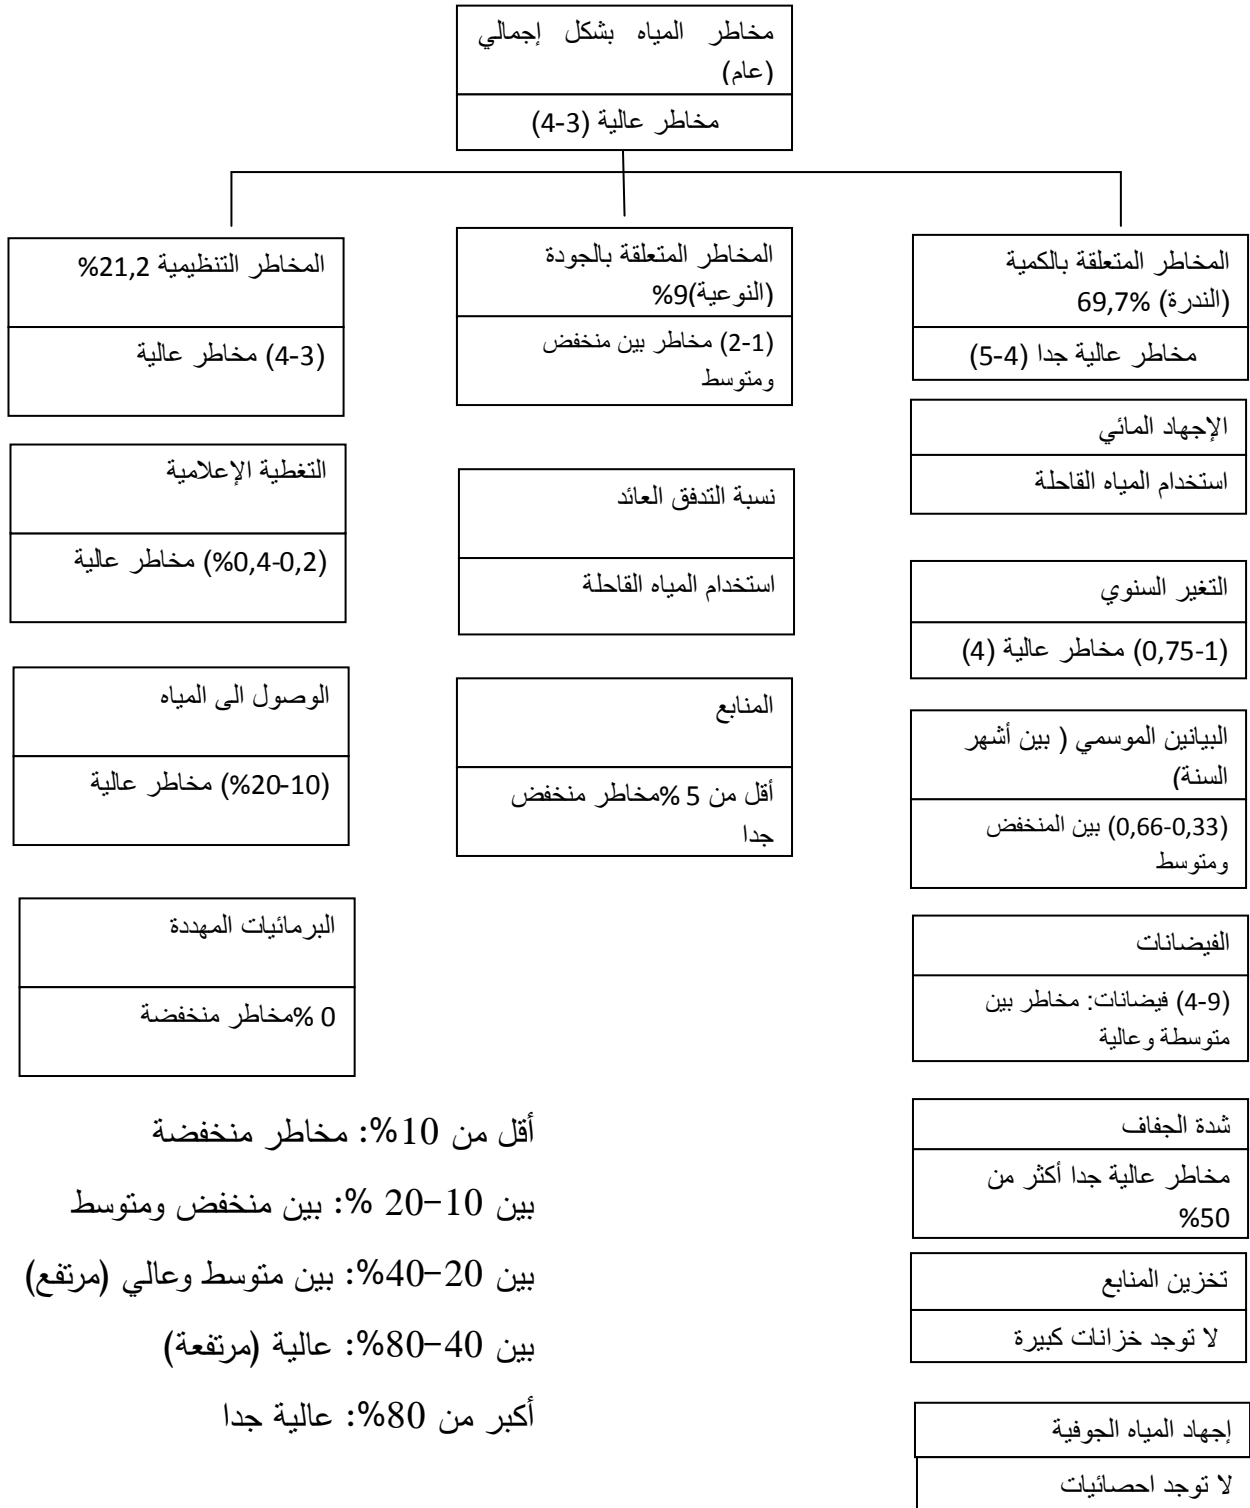 مخاطر المياه بشكل إجمالي
(عام)
مخاطر عالية (3-4)
المخاطر المتعلقة بالكمية
(الندرة) 69,7%
مخاطر عالية جدا (4-5)
الإجهاد المائي
استخدام المياه القاحلة
التغير السنوي
(0,75-1) مخاطر عالية (4)
البيانين الموسمي ( بين أشهر
السنة)
(0,33-0,66) بين المنخفض
ومتوسط
الفيضانات
(4-9) فيضانات: مخاطر بين
متوسطة وعالية
شدة الجفاف
مخاطر عالية جدا أكثر من
50%
تخزين المنابع
لا توجد خزانات كبيرة
إجهاد المياه الجوفية
لا توجد احصائيات
المخاطر المتعلقة بالجودة
(النوعية)9%
(1-2) مخاطر بين منخفض
ومتوسط
نسبة التدفق العائد
استخدام المياه القاحلة
المنابع
أقل من 5 %مخاطر منخفض
جدا
المخاطر التنظيمية 21,2%
(3-4) مخاطر عالية
التغطية الإعلامية
(0,2-0,4%) مخاطر عالية
الوصول الى المياه
(10-20%) مخاطر عالية
البرمائيات المهددة
0 %مخاطر منخفضة
أقل من 10%: مخاطر منخفضة
بين 10-20 %: بين منخفض ومتوسط
بين 20-40%: بين متوسط وعالي (مرتفع)
بين 40-80%: عالية (مرتفعة)
أكبر من 80%: عالية جدا